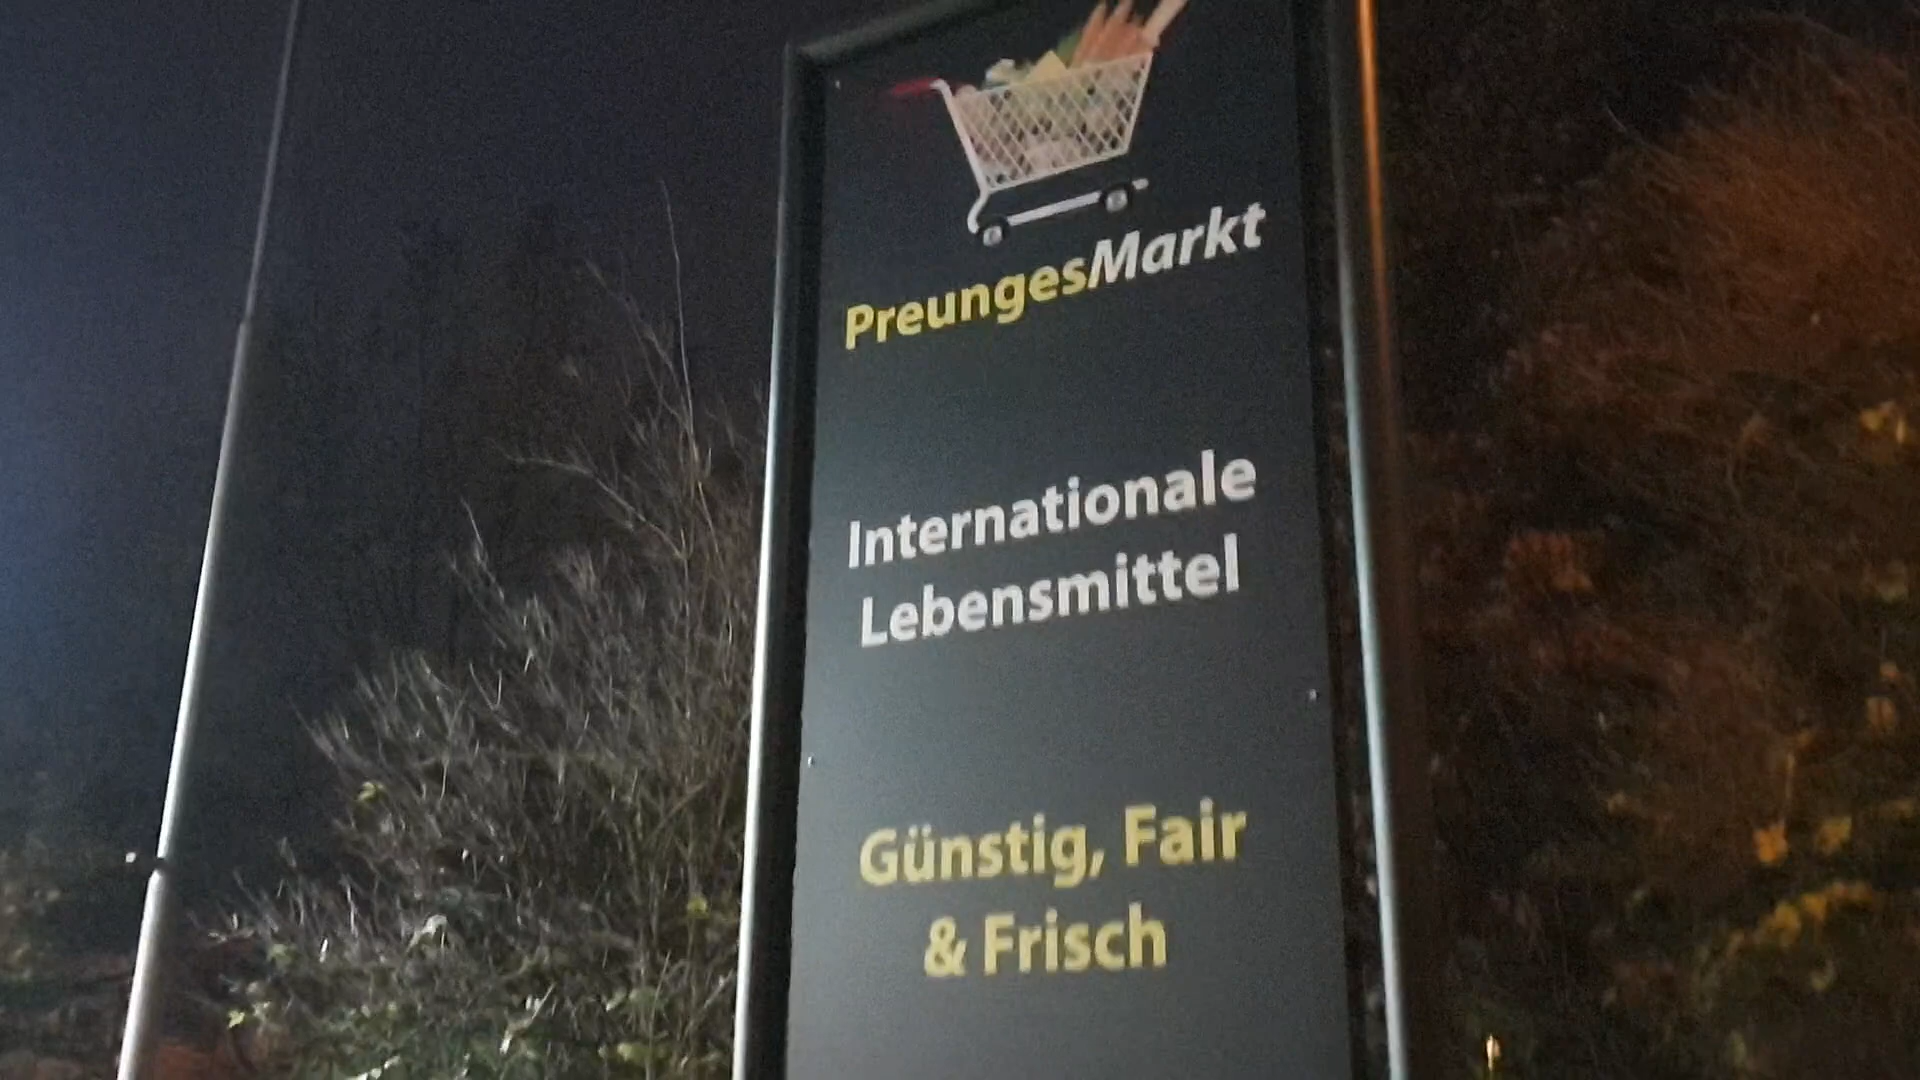 PreungesMarkt
Internationale
Lebensmittel
Günstig, Fair
& Frisch